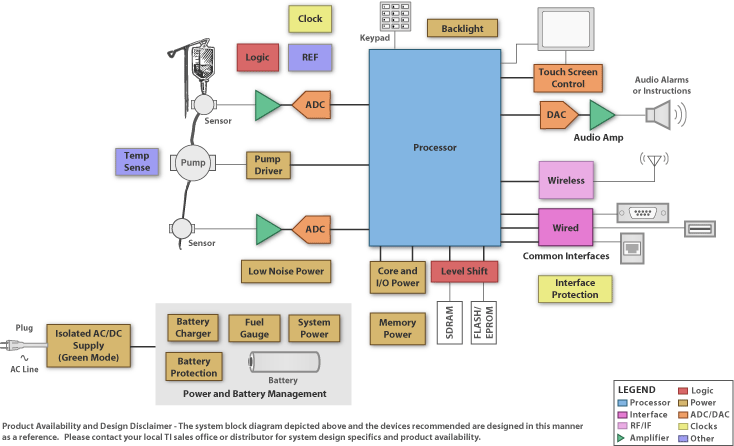 Clock
Keypad
Backlight
Logic
REF
Touch Screen
Control
Audio Alarms
or Instructions
ADC
Sensor
DAC
Audio Amp
Processor
Temp
Sense
Pump
Pump
Driver
Wireless
ADC
Sensor
Wired
Common Interfaces
Low Noise Power
Core and
I/O Power
Level Shift
Interface
Protection
SDRAM
FLASH/
EPROM
Memory
Power
Plug
AC Line
Isolated AC/DC
Supply
(Green Mode)
Battery
Charger
Fuel
Gauge
System
Power
Battery
Protection
Battery
Power and Battery Management
LEGEND
Processor
Interface
RF/IF
Amplifier
Logic
Power
ADC/DAC
Clocks
Other
Product Availability and Design Disclaimer - The system block diagram depicted above and the devices recommended are designed in this manner
as a reference. Please contact your local TI sales office or distributor for system design specifics and product availability.